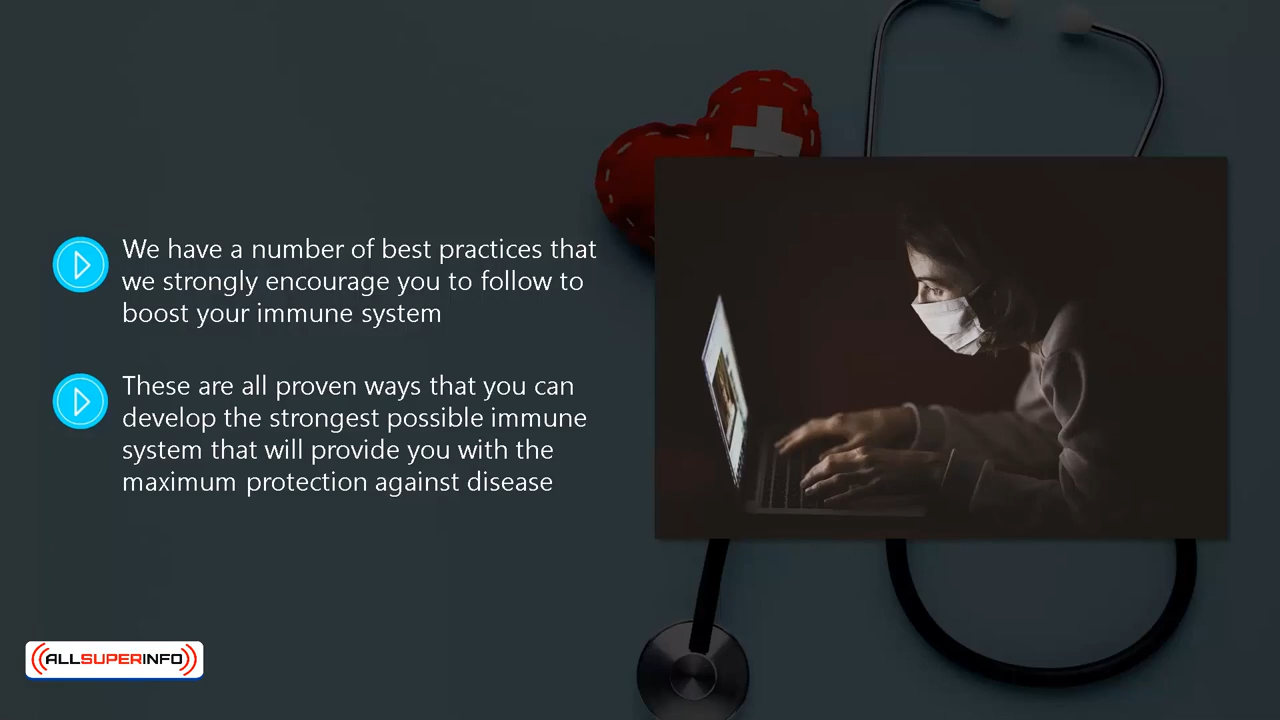 We have a number of best practices that
we strongly encourage you to follow to
boost your immune system
These are all proven ways that you can
develop the strongest possible immune
system that will provide you with the
maximum protection against disease
ALLSUPERINFO